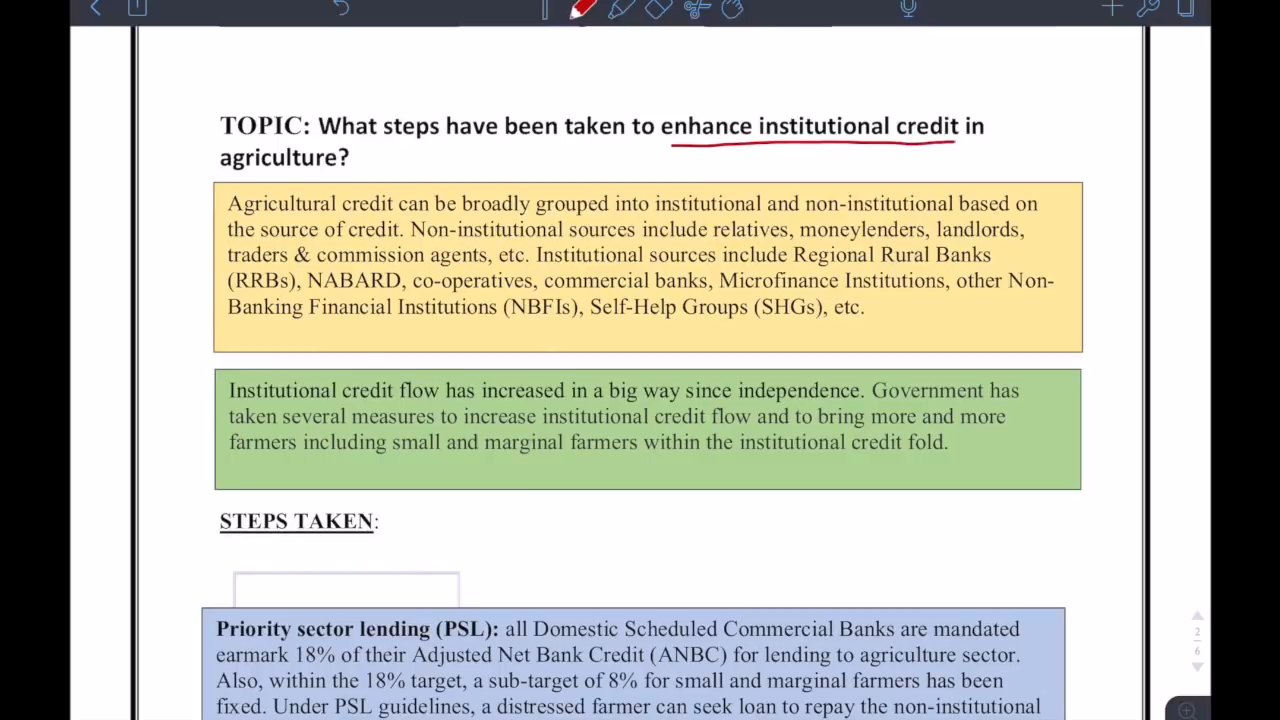 TOPIC: What steps have been taken to enhance institutional credit in
agriculture?
Agricultural credit can be broadly grouped into institutional and non-institutional based on
the source of credit. Non-institutional sources include relatives, moneylenders, landlords,
traders & commission agents, etc. Institutional sources include Regional Rural Banks
(RRBs), NABARD, co-operatives, commercial banks, Microfinance Institutions, other Non-
Banking Financial Institutions (NBFIs), Self-Help Groups (SHGs), etc.
Institutional credit flow has increased in a big way since independence. Government has
taken several measures to increase institutional credit flow and to bring more and more
farmers including small and marginal farmers within the institutional credit fold.
STEPS TAKEN:
Priority sector lending (PSL): all Domestic Scheduled Commercial Banks are mandated
earmark 18% of their Adjusted Net Bank Credit (ANBC) for lending to agriculture sector.
Also, within the 18% target, a sub-target of 8% for small and marginal farmers has been
fixed. Under PSL guidelines, a distressed farmer can seek loan to repay the non-institutional
2
6